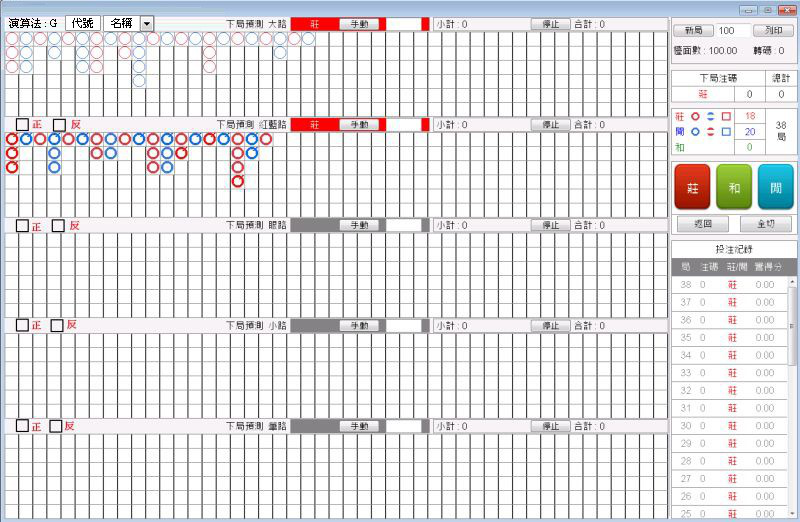 演算法 : G 代號 名稱 下局預測 大路 莊 手動 小計 : 0 停止 合計 : 0
正 反 下局預測 紅藍路 莊 手動 小計 : 0 停止 合計 : 0
正 反 下局預測 眼路 手動 小計 : 0 停止 合計 : 0
正 反 下局預測 小路 手動 小計 : 0 停止 合計 : 0
正 反 下局預測 筆路 手動 小計 : 0 停止 合計 : 0
新局 100 列印
檯面數 : 100.00 轉碼 : 0
下局注碼 總計
莊 0 0
莊 18
閒 20
和 0
38
局
莊 和 閒
返回 全切
投注紀錄
局 注碼 莊/閒 獲得分
38 0 莊 0.00
37 0 莊 0.00
36 0 莊 0.00
35 0 莊 0.00
34 0 莊 0.00
33 0 莊 0.00
32 0 莊 0.00
31 0 莊 0.00
30 0 莊 0.00
29 0 莊 0.00
28 0 莊 0.00
27 0 莊 0.00
26 0 莊 0.00
25 0 莊 0.00